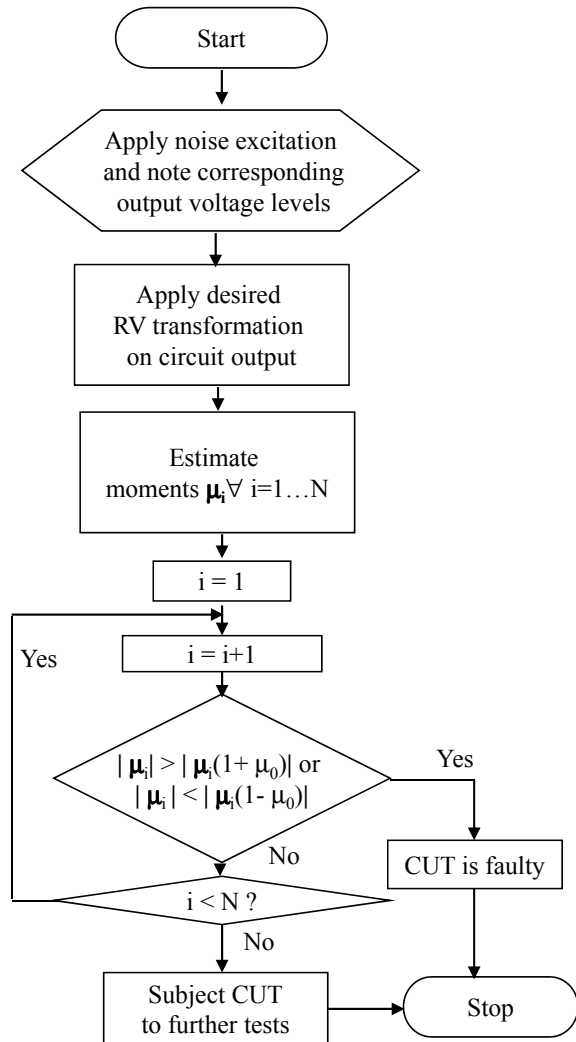 Start
Apply noise excitation
and note corresponding
output voltage levels
Apply desired
RV transformation
on circuit output
Estimate
moments μᵢ∀ i=1…N
i = 1
Yes
i = i+1
| μᵢ| > | μᵢ(1+ μ₀)| or
| μᵢ | < | μᵢ(1- μ₀)|
Yes
No
CUT is faulty
i < N ?
No
Subject CUT
to further tests
Stop